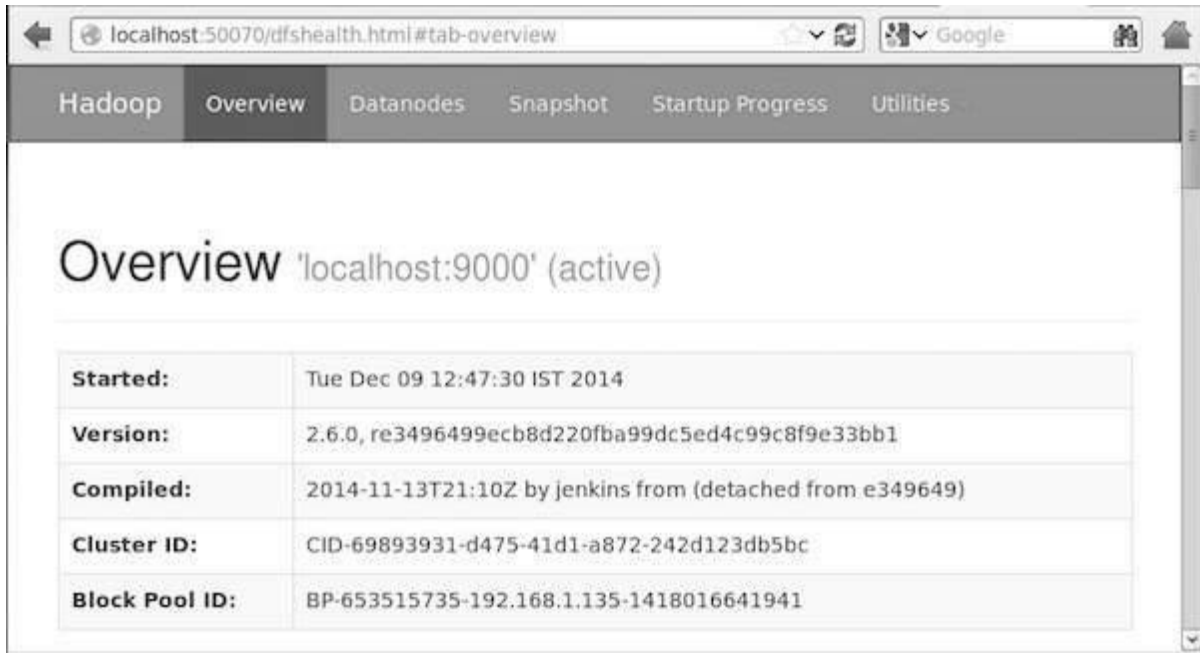 localhost:50070/dfshealth.html#tab-overview Google
Hadoop Overview Datanodes Snapshot Startup Progress Utilities
Overview 'localhost:9000' (active)
Started: Tue Dec 09 12:47:30 IST 2014
Version: 2.6.0, re3496499ecb8d220fba99dc5ed4c99c8f9e33bb1
Compiled: 2014-11-13T21:10Z by jenkins from (detached from e349649)
Cluster ID: CID-69893931-d475-41d1-a872-242d123db5bc
Block Pool ID: BP-653515735-192.168.1.135-1418016641941